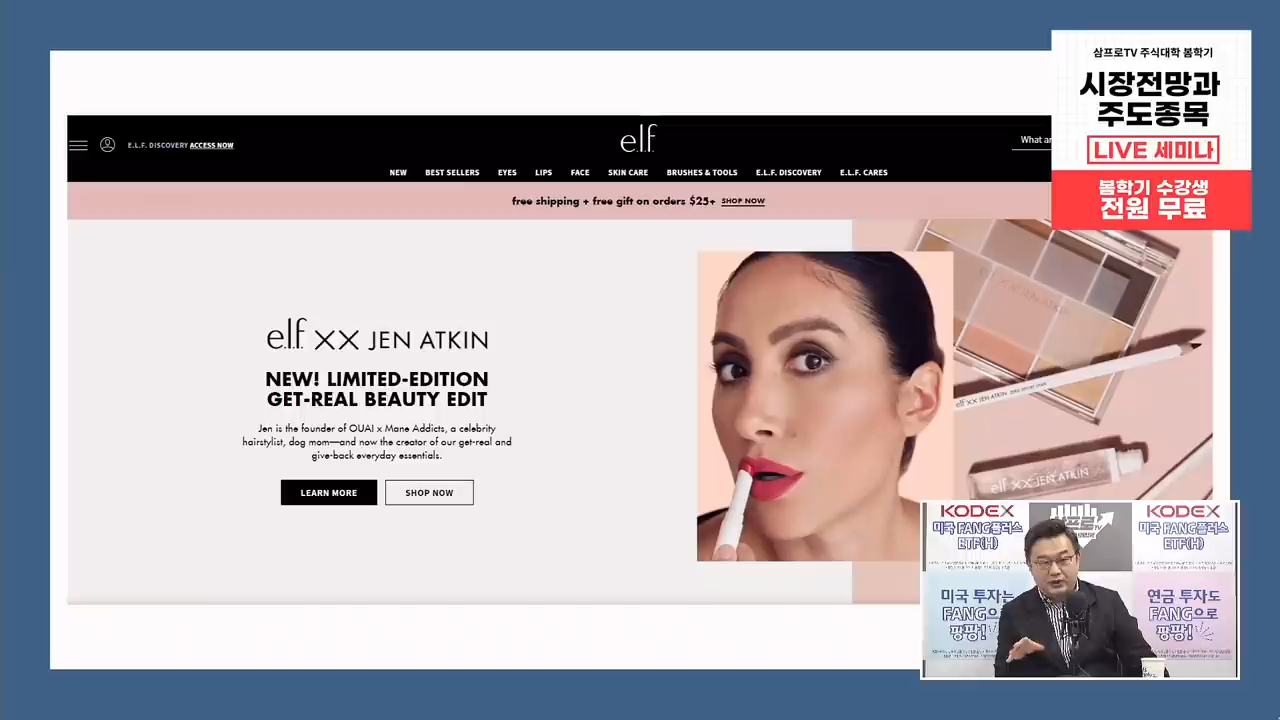 삼프로TV 주식대학 봄학기
시장전망과
주도종목
LIVE 세미나
봄학기 수강생
전원 무료
E.L.F. DISCOVERY ACCESS NOW
e.l.f.
What ar
NEW BEST SELLERS EYES LIPS FACE SKIN CARE BRUSHES & TOOLS E.L.F. DISCOVERY E.L.F. CARES
free shipping + free gift on orders $25+ SHOP NOW
e.l.f. XX JEN ATKIN
NEW! LIMITED-EDITION
GET-REAL BEAUTY EDIT
Jen is the founder of OUAI x Mane Addicts, a celebrity
hairstylist, dog mom—and now the creator of our get-real and
give-back everyday essentials.
LEARN MORE
SHOP NOW
e.l.f. XX JEN ATKIN
e.l.f. XX JEN ATKIN
KODEX
미국 FANG플러스
ETF(H)
미국 투자는
FANG으
팡팡!
KODEX
미국 FANG플러스
ETF(H)
연금 투자도
FANG으로
팡팡!